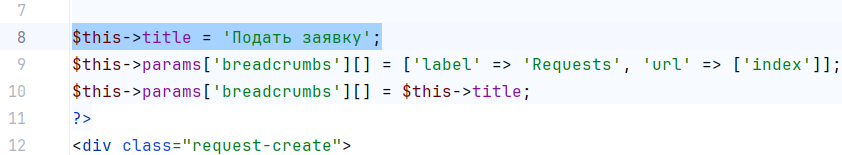 7
8 $this->title = 'Подать заявку';
9 $this->params['breadcrumbs'][] = ['label' => 'Requests', 'url' => ['index']];
10 $this->params['breadcrumbs'][] = $this->title;
11 ?>
12 <div class="request-create">